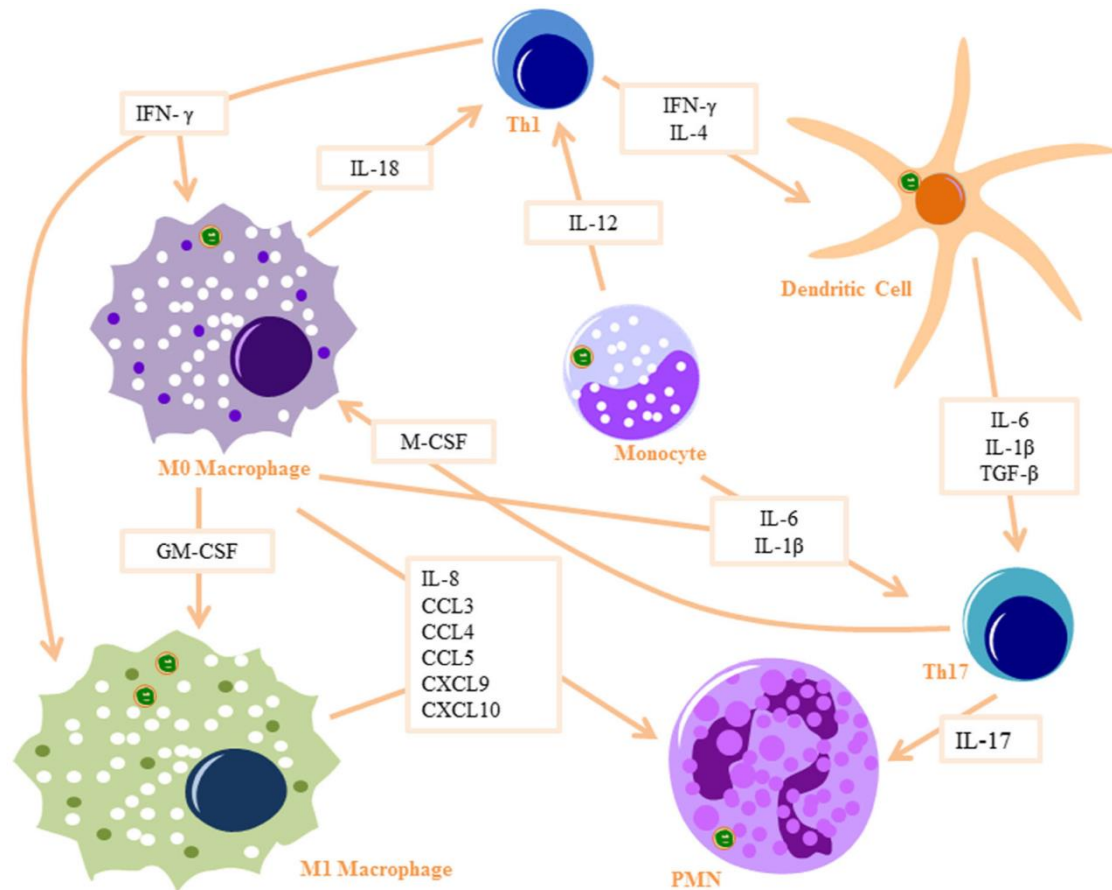 Th1
IFN- γ
IFN-γ
IL-4
IL-18
IL-12
Dendritic Cell
M0 Macrophage
M-CSF
Monocyte
IL-6
IL-1β
TGF-β
GM-CSF
IL-6
IL-1β
IL-8
CCL3
CCL4
CCL5
CXCL9
CXCL10
Th17
IL-17
M1 Macrophage
PMN